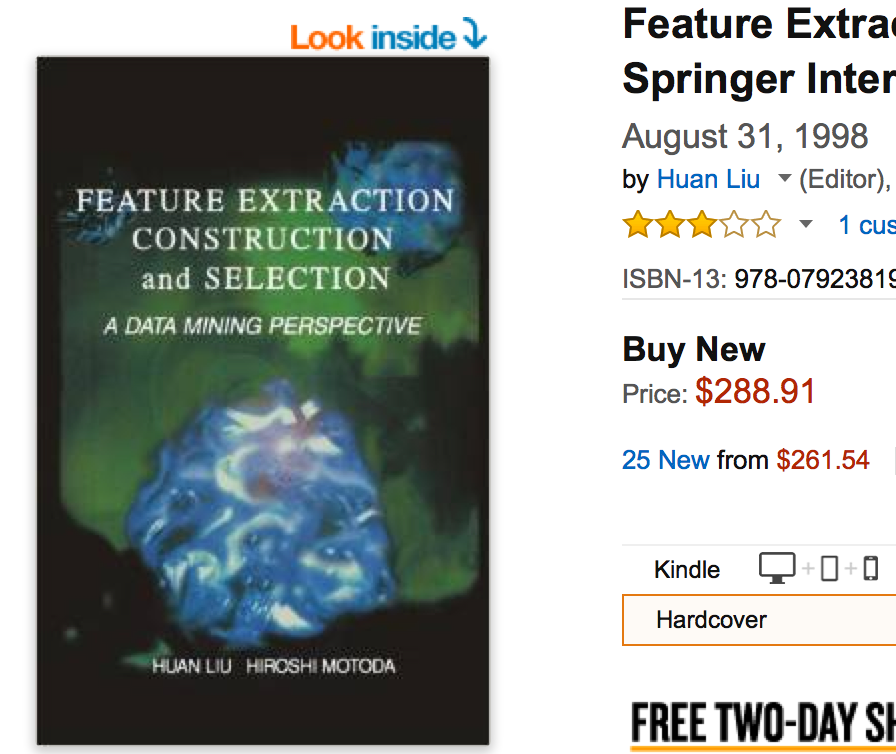 Look inside
FEATURE EXTRACTION
CONSTRUCTION
and SELECTION
A DATA MINING PERSPECTIVE
HUAN LIU HIROSHI MOTODA
Feature Extrac
Springer Inter
August 31, 1998
by Huan Liu (Editor),
1 cus
ISBN-13: 978-07923819
Buy New
Price: $288.91
25 New from $261.54
Kindle + +
Hardcover
FREE TWO-DAY SH